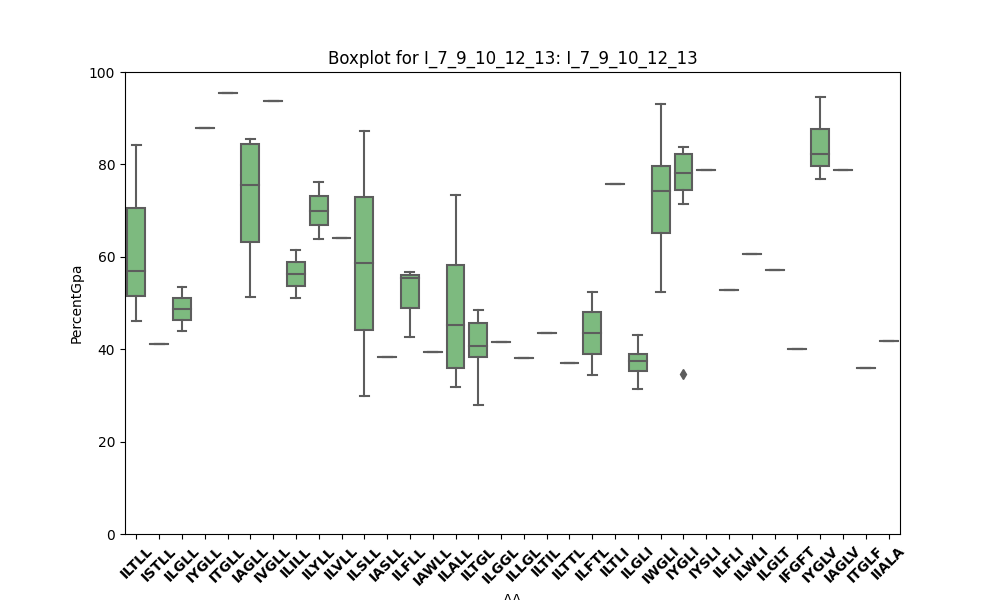 Boxplot for I_7_9_10_12_13: I_7_9_10_12_13
100
80
60
40
20
0
PercentGpa
ILTLL
ISTLL
ILGLL
IYGLL
ITGLL
IAGLL
IVGLL
ILILL
ILYLL
ILVLL
ILSLL
IASLL
ILFLL
IAWLL
ILALL
ILTGL
ILGGL
ILLGL
ILTIL
ILTTL
ILFTL
ILTLI
ILGLI
IWGLI
IYGLI
IYSLI
ILFLI
ILWLI
ILGLT
IFGFT
IYGLV
IAGLV
ITGLF
IIALA
AA